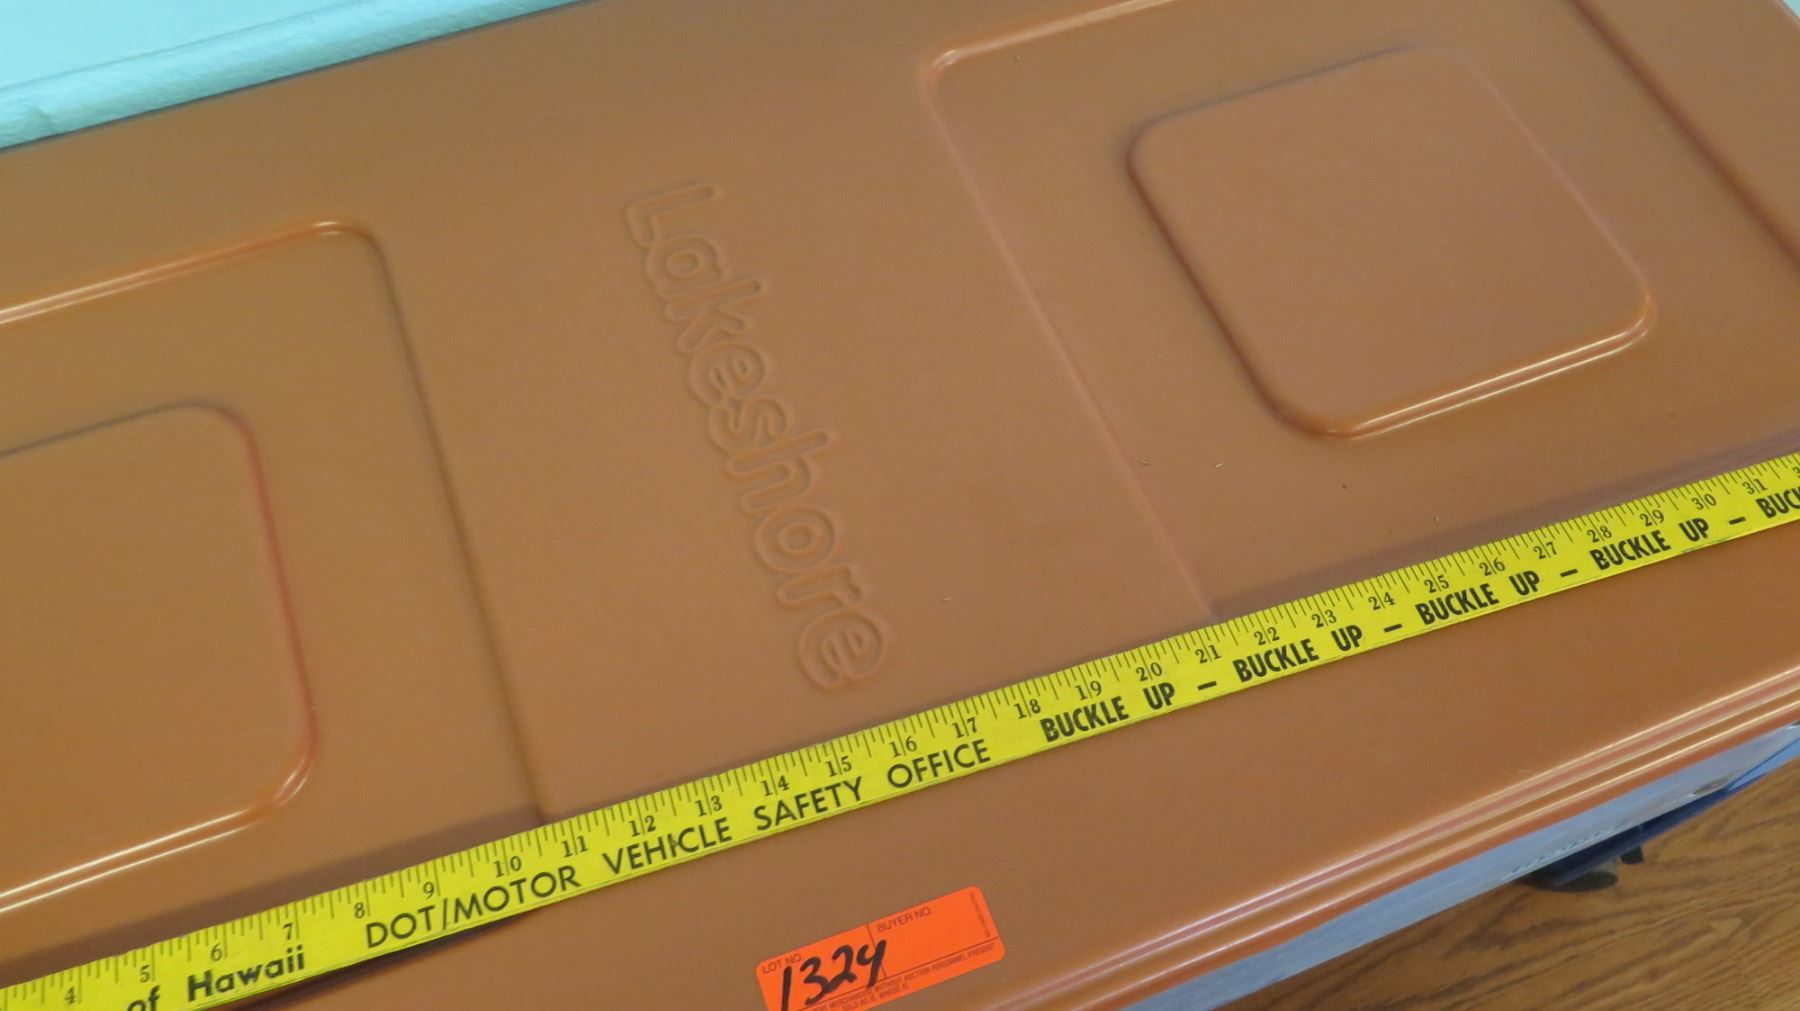 Lakeshore
4 5 6 7 8 9 10 11 12 13 14 15 16 17 18 19 20 21 22 23 24 25 26 27 28 29 30 31
of Hawaii DOT/MOTOR VEHICLE SAFETY OFFICE BUCKLE UP — BUCKLE UP — BUCKLE UP — BUCKLE UP — BUCK
LOT NO. BUYER NO.
1324